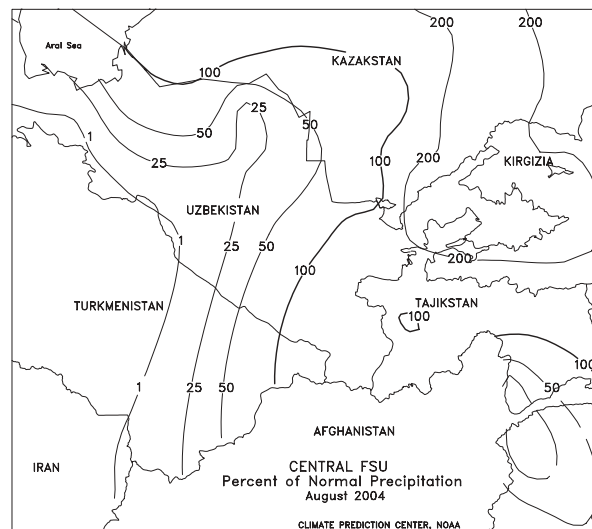 200
200
Aral Sea
KAZAKSTAN
100
25
50
50
1
25
100
200
KIRGIZIA
UZBEKISTAN
1
25
50
200
100
TURKMENISTAN
TAJIKSTAN
100
100
1
25
50
50
AFGHANISTAN
IRAN
CENTRAL FSU
Percent of Normal Precipitation
August 2004
CLIMATE PREDICTION CENTER, NOAA